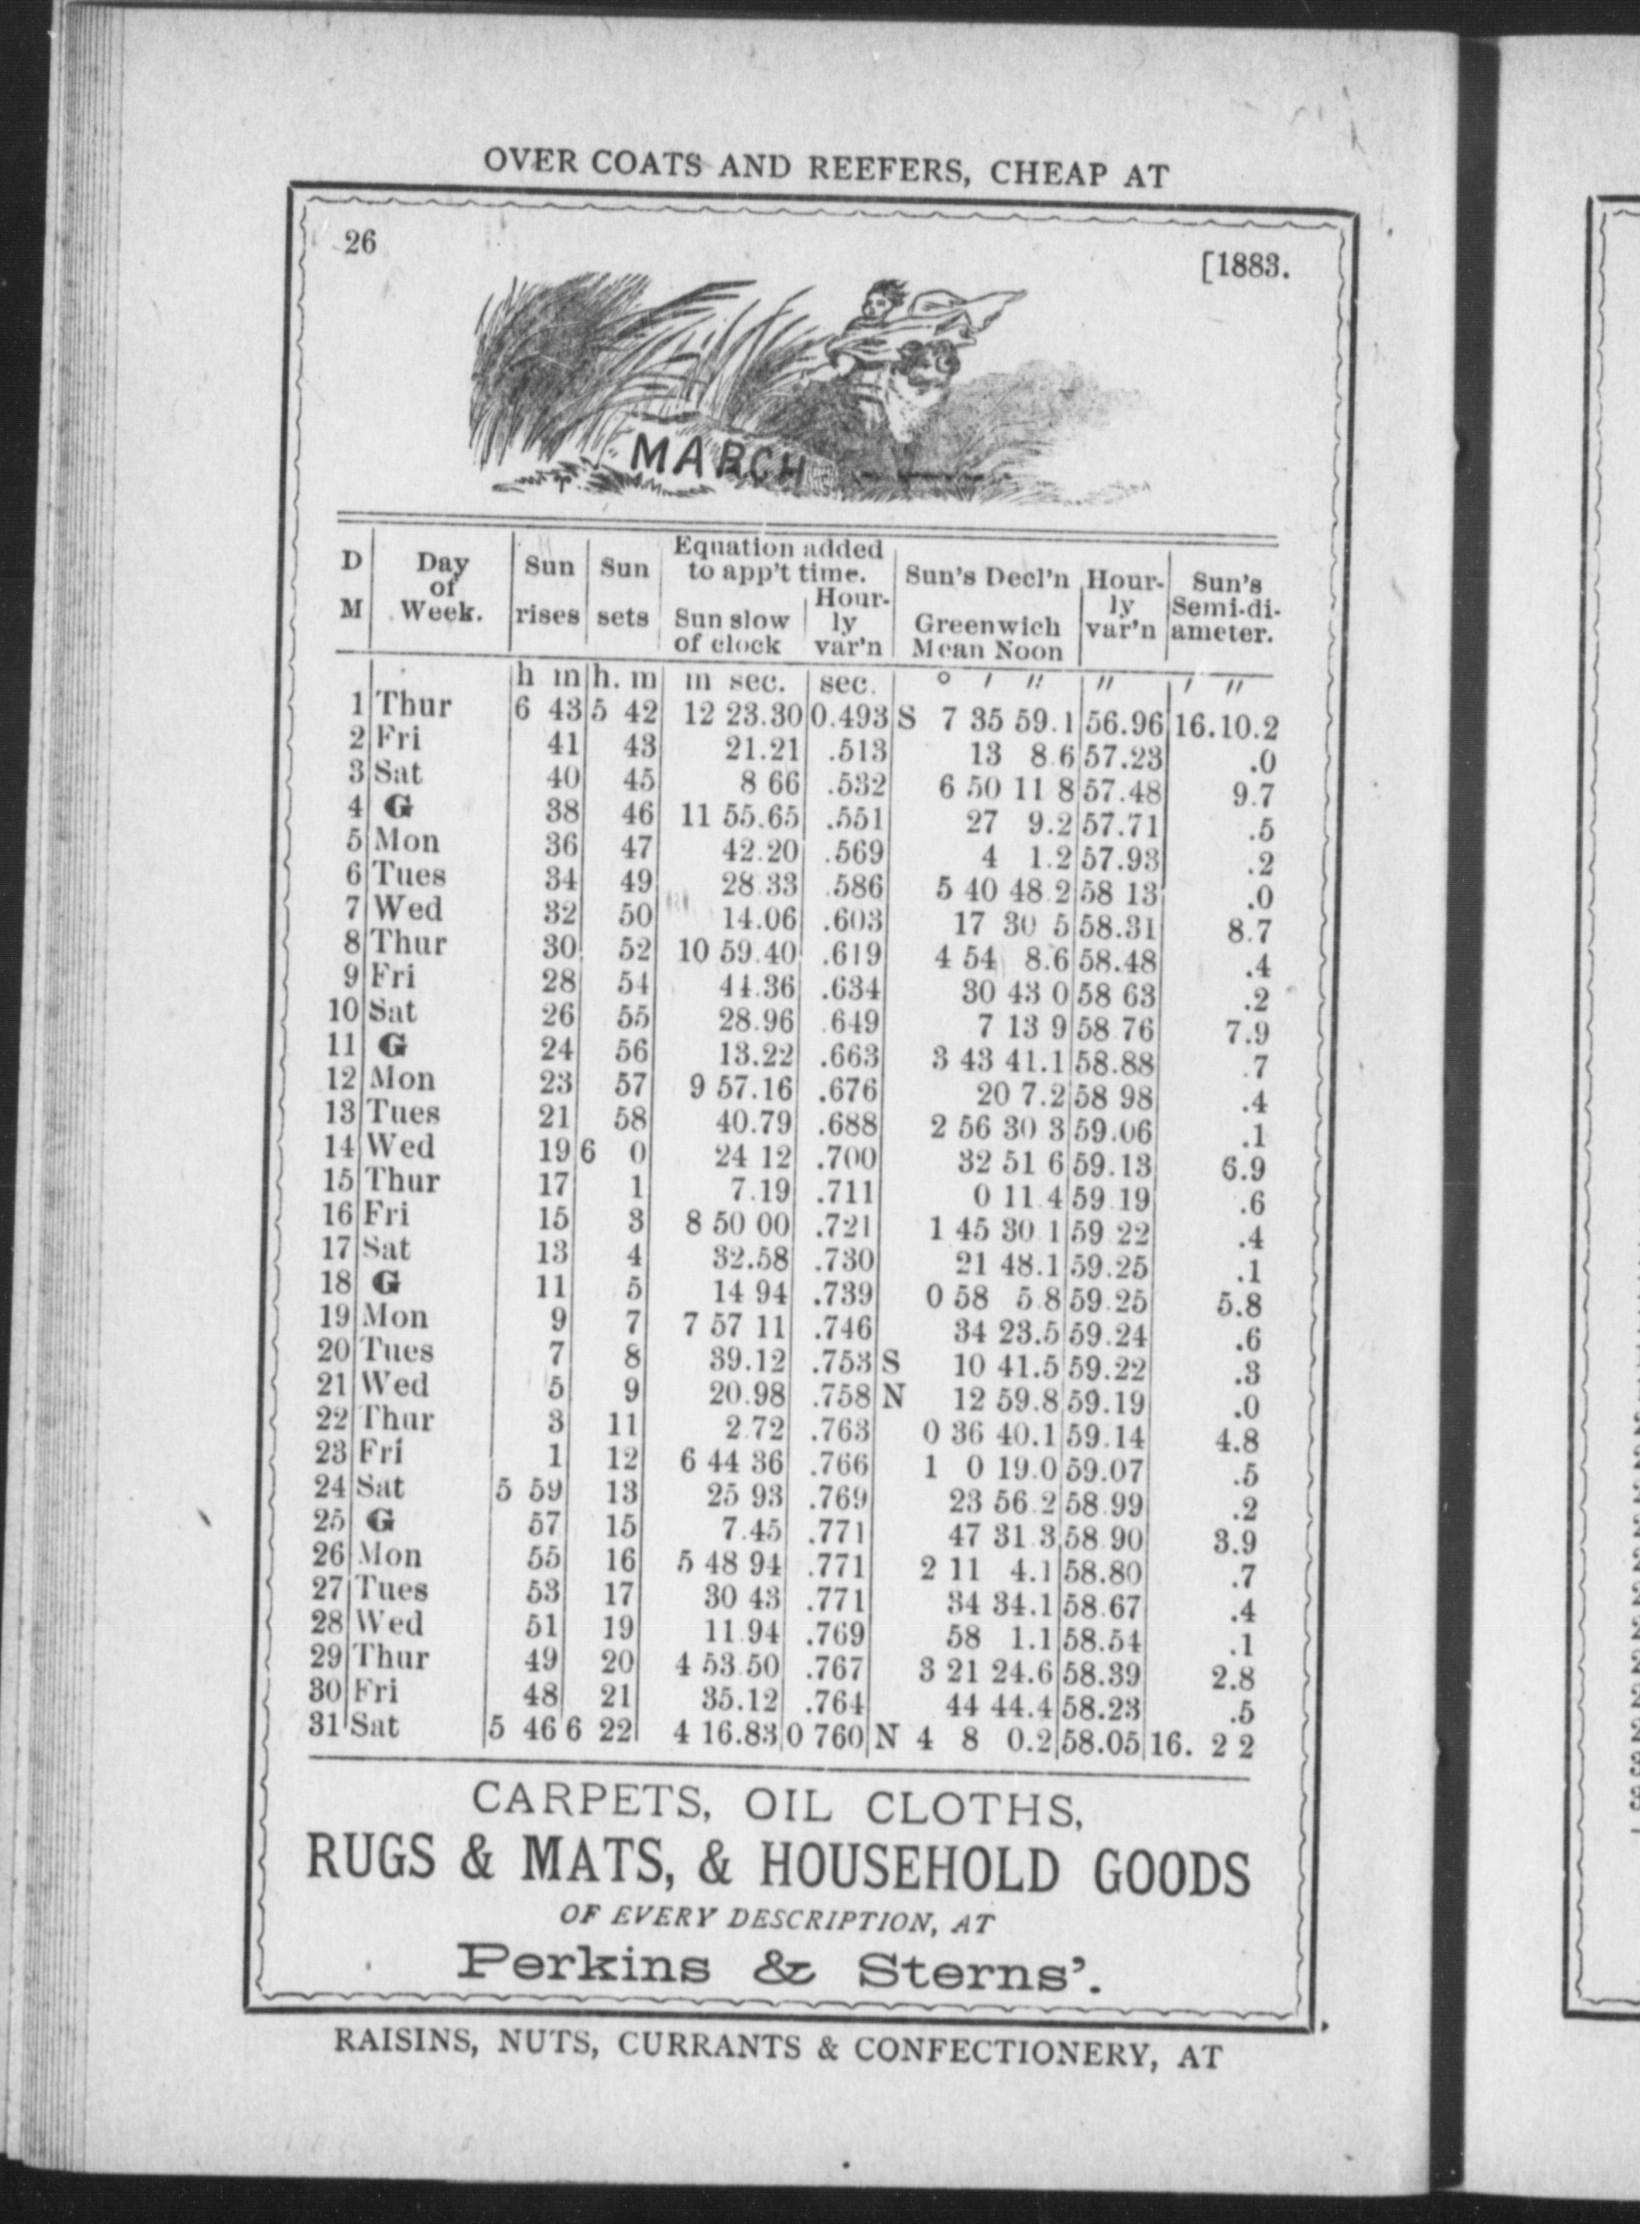 OVER COATS AND REEFERS, CHEAP AT
26 [1883.
MARCH
D M Day of Week. Sun rises Sun sets Equation added to app't time. Sun slow of clock Hour-ly var'n Sun's Decl'n Greenwich Mean Noon Hour-ly var'n Sun's Semi-di-ameter.
h m h. m m sec. sec. ° ' " " ' "
1 Thur 6 43 5 42 12 23.30 0.493 S 7 35 59.1 56.96 16.10.2
2 Fri 41 43 21.21 .513 13 8.6 57.23 .0
3 Sat 40 45 8 66 .532 6 50 11 8 57.48 9.7
4 G 38 46 11 55.65 .551 27 9.2 57.71 .5
5 Mon 36 47 42.20 .569 4 1.2 57.93 .2
6 Tues 34 49 28.33 .586 5 40 48 2 58 13 .0
7 Wed 32 50 14.06 .603 17 30 5 58.31 8.7
8 Thur 30 52 10 59.40 .619 4 54 8.6 58.48 .4
9 Fri 28 54 44.36 .634 30 43 0 58 63 .2
10 Sat 26 55 28.96 .649 7 13 9 58 76 7.9
11 G 24 56 13.22 .663 3 43 41.1 58.88 .7
12 Mon 23 57 9 57.16 .676 20 7.2 58 98 .4
13 Tues 21 58 40.79 .688 2 56 30 3 59.06 .1
14 Wed 19 6 0 24 12 .700 32 51 6 59.13 6.9
15 Thur 17 1 7.19 .711 0 11.4 59.19 .6
16 Fri 15 3 8 50 00 .721 1 45 30 1 59 22 .4
17 Sat 13 4 32.58 .730 21 48.1 59.25 .1
18 G 11 5 14 94 .739 0 58 5.8 59.25 5.8
19 Mon 9 7 7 57 11 .746 34 23.5 59.24 .6
20 Tues 7 8 39.12 .753 S 10 41.5 59.22 .3
21 Wed 5 9 20.98 .758 N 12 59.8 59.19 .0
22 Thur 3 11 2.72 .763 0 36 40.1 59.14 4.8
23 Fri 1 12 6 44 36 .766 1 0 19.0 59.07 .5
24 Sat 5 59 13 25 93 .769 23 56.2 58.99 .2
25 G 57 15 7.45 .771 47 31.3 58 90 3.9
26 Mon 55 16 5 48 94 .771 2 11 4.1 58.80 .7
27 Tues 53 17 30 43 .771 34 34.1 58.67 .4
28 Wed 51 19 11.94 .769 58 1.1 58.54 .1
29 Thur 49 20 4 53.50 .767 3 21 24.6 58.39 2.8
30 Fri 48 21 35.12 .764 44 44.4 58.23 .5
31 Sat 5 46 6 22 4 16.83 0 760 N 4 8 0.2 58.05 16. 2 2
CARPETS, OIL CLOTHS,
RUGS & MATS, & HOUSEHOLD GOODS
OF EVERY DESCRIPTION, AT
Perkins & Sterns'.
RAISINS, NUTS, CURRANTS & CONFECTIONERY, AT